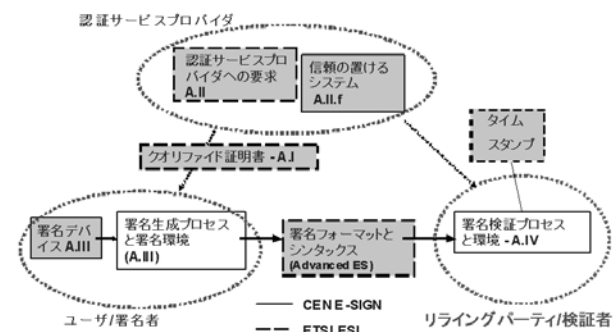 認証サービスプロバイダ
認証サービスプロ
バイダへの要求
A.II
信頼の置ける
システム
A.II.f
タイム
スタンプ
クオリファイド証明書 - A.I
署名デバ
イス A.III
署名生成プロセス
と署名環境
(A.III)
署名フォーマットと
シンタックス
(Advanced ES)
署名検証プロセス
と環境 - A.IV
CEN E-SIGN
ETSI ESI
ユーザ/署名者
リライングパーティ/検証者